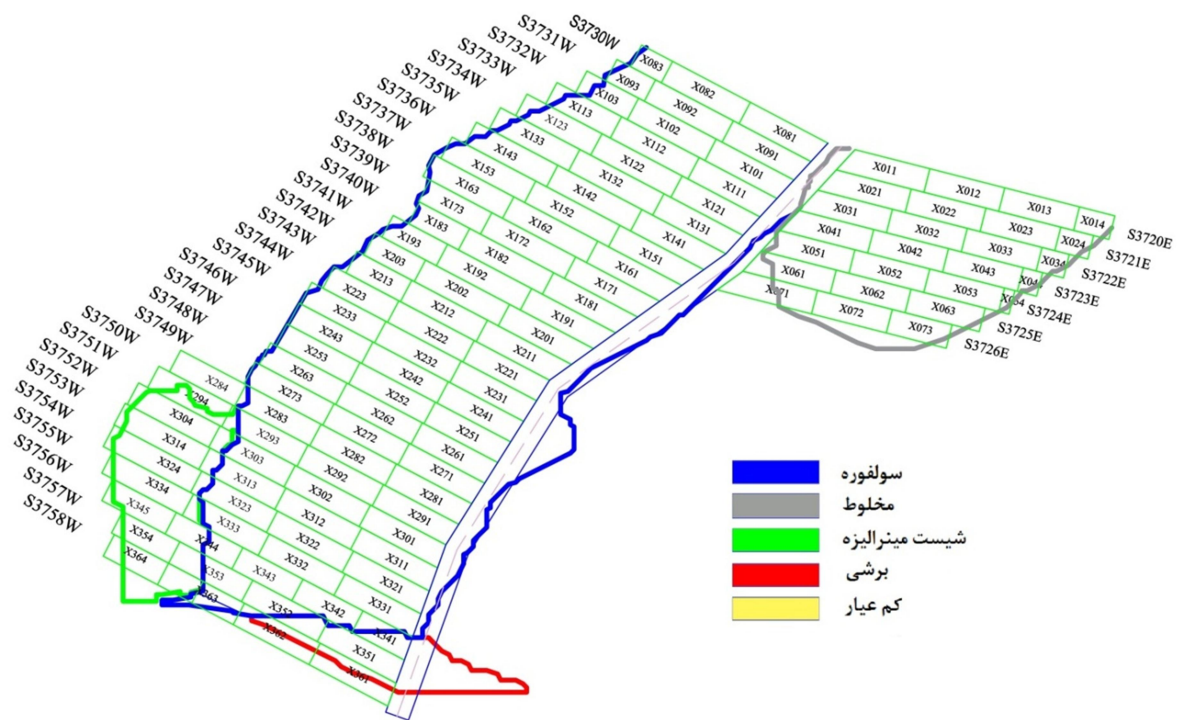 S3730W
S3731W
S3732W
S3733W
S3734W
S3735W
S3736W
S3737W
S3738W
S3739W
S3740W
S3741W
S3742W
S3743W
S3744W
S3745W
S3746W
S3747W
S3748W
S3749W
S3750W
S3751W
S3752W
S3753W
S3754W
S3755W
S3756W
S3757W
S3758W
X083 X082 X081
X093 X092 X091
X103 X102 X101
X113 X112 X111
X123 X122 X121
X133 X132 X131
X143 X142 X141
X153 X152 X151
X163 X162 X161
X173 X172 X171
X183 X182 X181
X193 X192 X191
X203 X202 X201
X213 X212 X211
X223 X222 X221
X233 X232 X231
X243 X242 X241
X253 X252 X251
X263 X262 X261
X273 X272 X271
X284 X283 X282 X281
X294 X293 X292 X291
X304 X303 X302 X301
X314 X313 X312 X311
X324 X323 X322 X321
X334 X333 X332 X331
X345 X344 X343 X342 X341
X354 X353 X352 X351
X364 X363 X362 X361
X011 X012 X013 X014 S3720E
X021 X022 X023 X024 S3721E
X031 X032 X033 X034 S3722E
X041 X042 X043 S3723E
X051 X052 X053 S3724E
X061 X062 X063 S3725E
X071 X072 X073 S3726E
سولفوره
مخلوط
شیست مینرالیزه
برشی
کم عیار